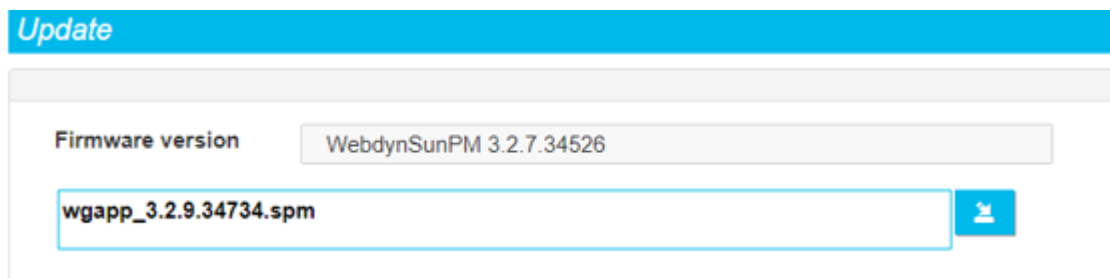 Update
Firmware version WebdynSunPM 3.2.7.34526
wgapp_3.2.9.34734.spm